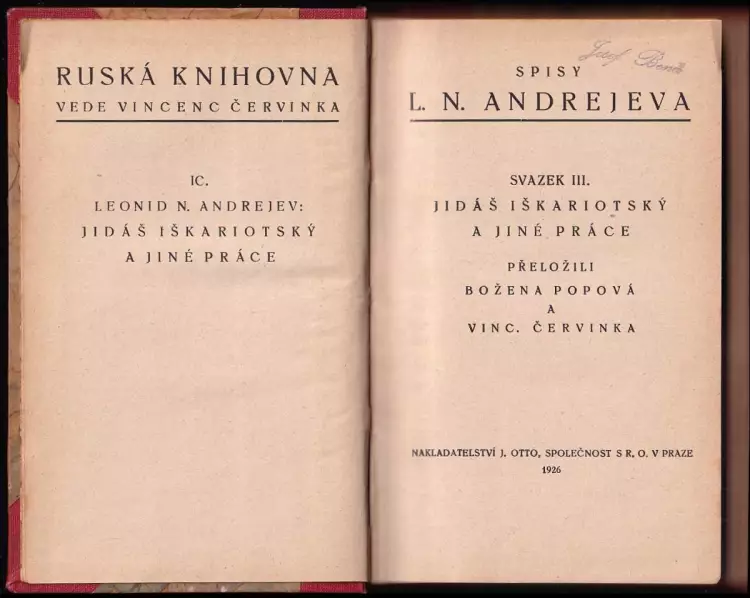 RUSKÁ KNIHOVNA
VEDE VINCENC ČERVINKA
IC.
LEONID N. ANDREJEV:
JIDÁŠ IŠKARIOTSKÝ
A JINÉ PRÁCE
Josef
SPISY
L. N. ANDREJEVA
SVAZEK III.
JIDÁŠ IŠKARIOTSKÝ
A JINÉ PRÁCE
PŘELOŽILI
BOŽENA POPOVÁ
A
VINC. ČERVINKA
NAKLADATELSTVÍ J. OTTO, SPOLEČNOST S R. O. V PRAZE
1926